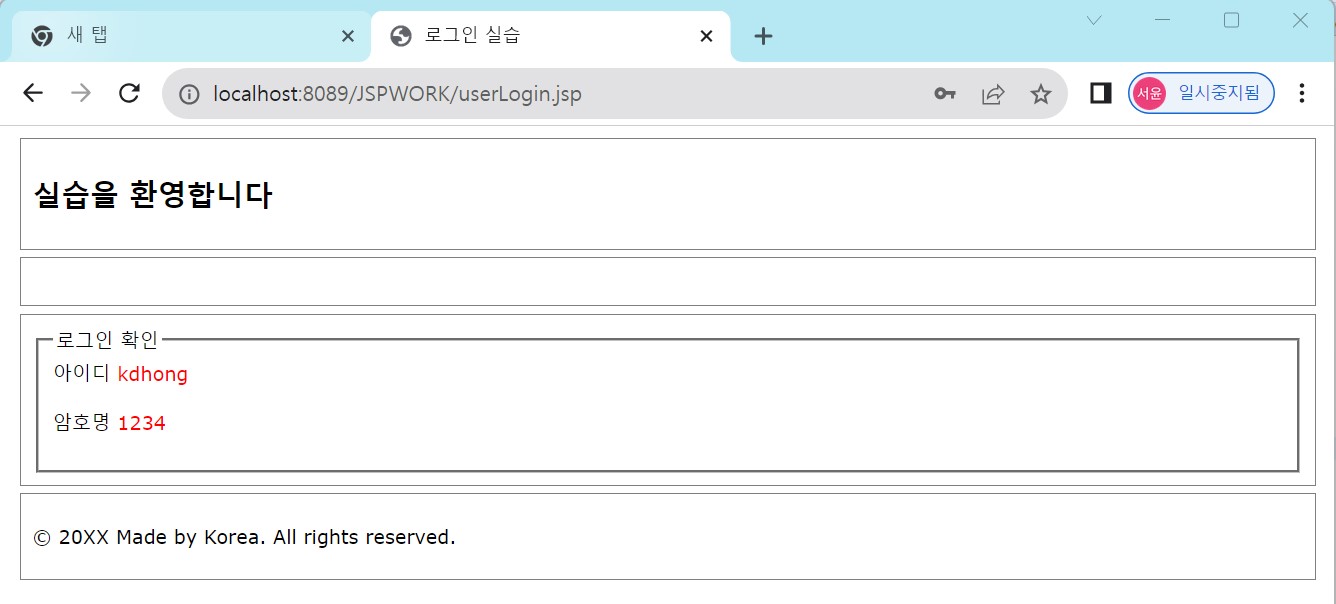 새 탭
로그인 실습
localhost:8089/JSPWORK/userLogin.jsp
서윤 일시중지됨
실습을 환영합니다
로그인 확인
아이디 kdhong
암호명 1234
© 20XX Made by Korea. All rights reserved.